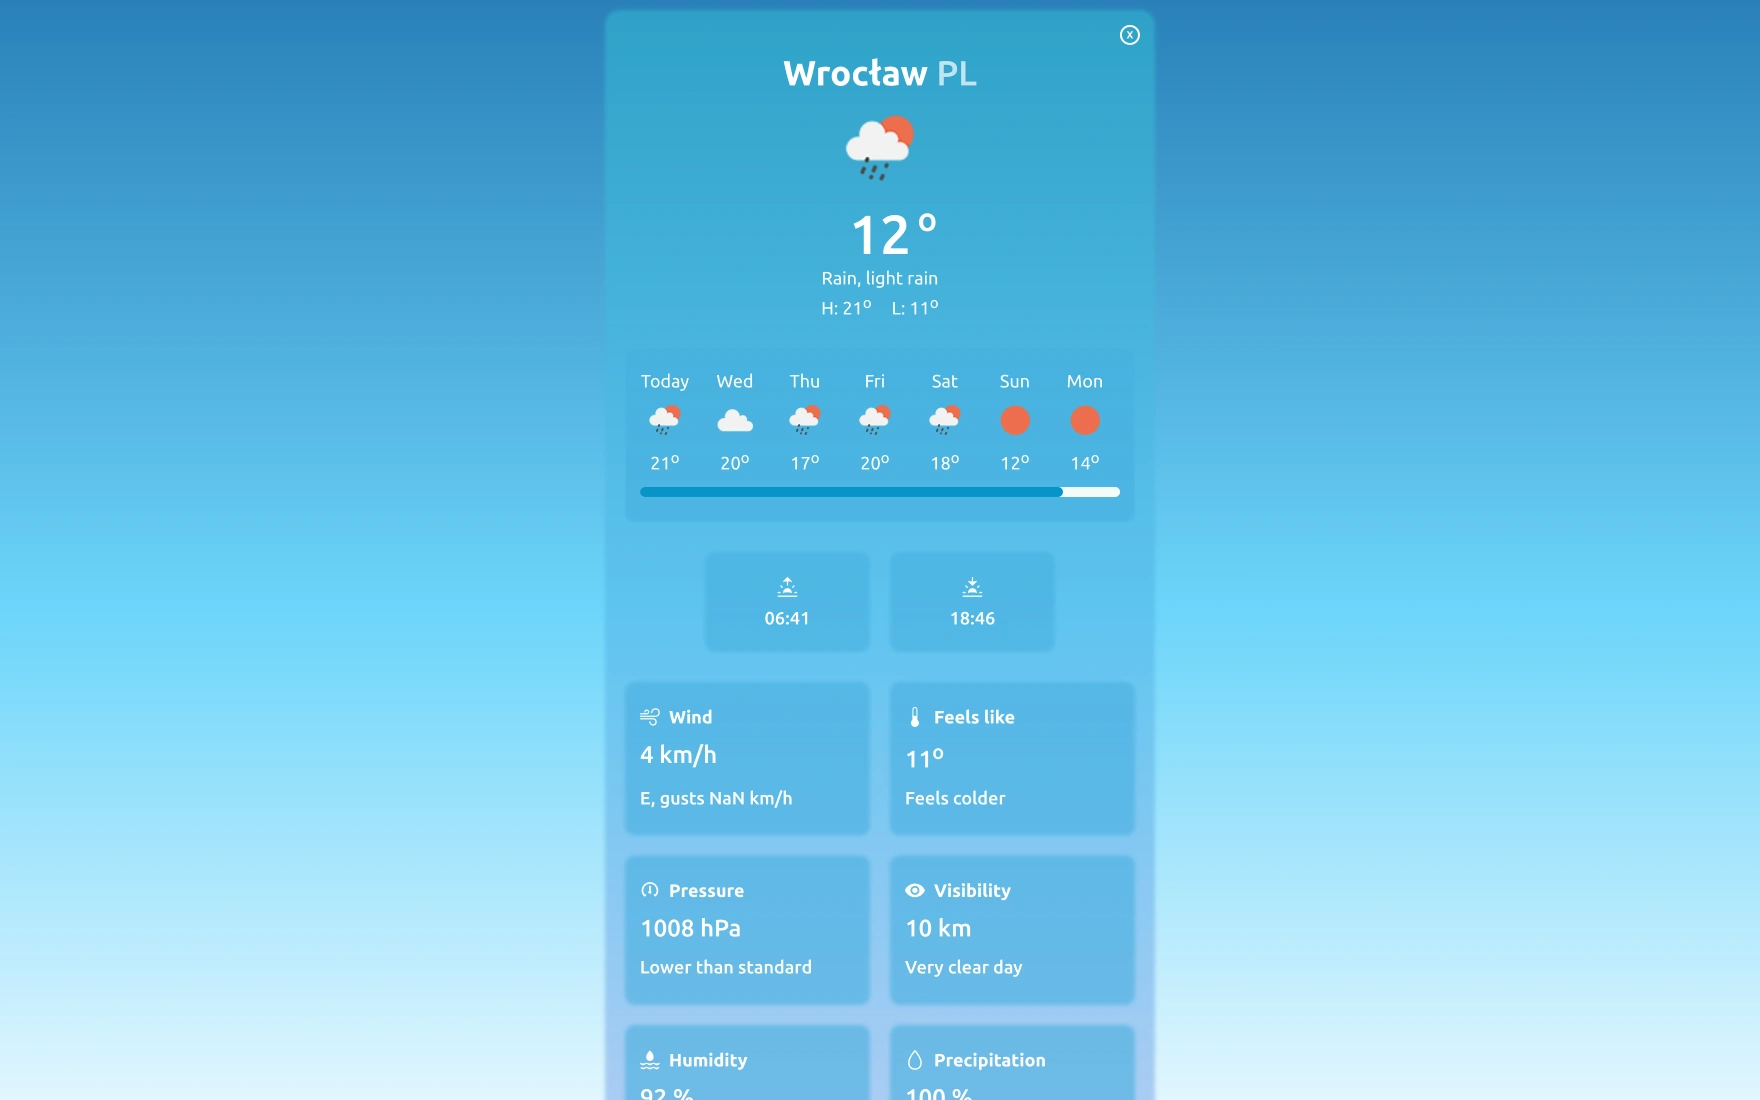 X
Wrocław PL
12°
Rain, light rain
H: 21° L: 11°
Today Wed Thu Fri Sat Sun Mon
21° 20° 17° 20° 18° 12° 14°
06:41 18:46
Wind
4 km/h
E, gusts NaN km/h
Feels like
11°
Feels colder
Pressure
1008 hPa
Lower than standard
Visibility
10 km
Very clear day
Humidity
92 %
Precipitation
100 %